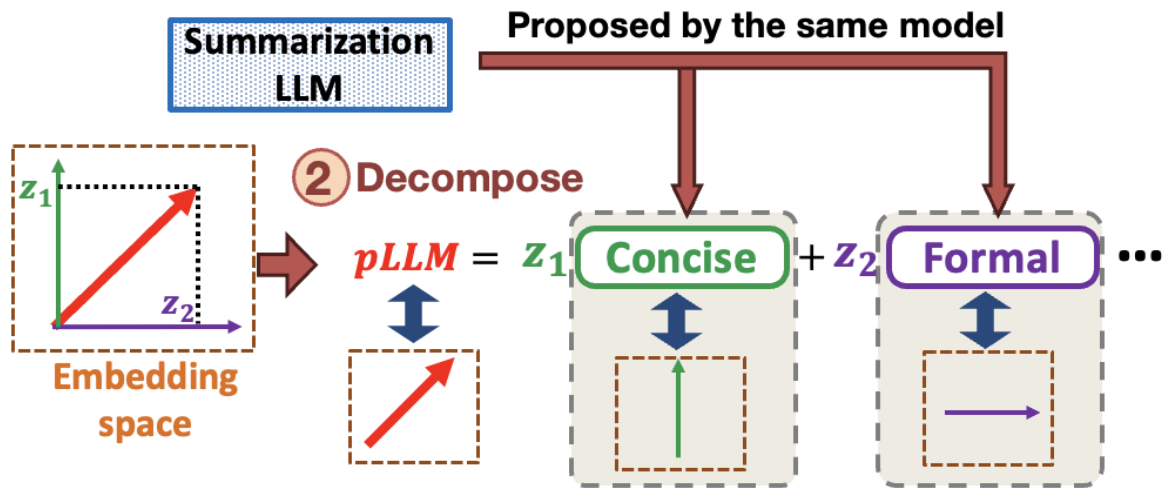 Summarization
LLM
Proposed by the same model
z₁
z₂
Embedding
space
2 Decompose
pLLM = z₁ Concise + z₂ Formal ...